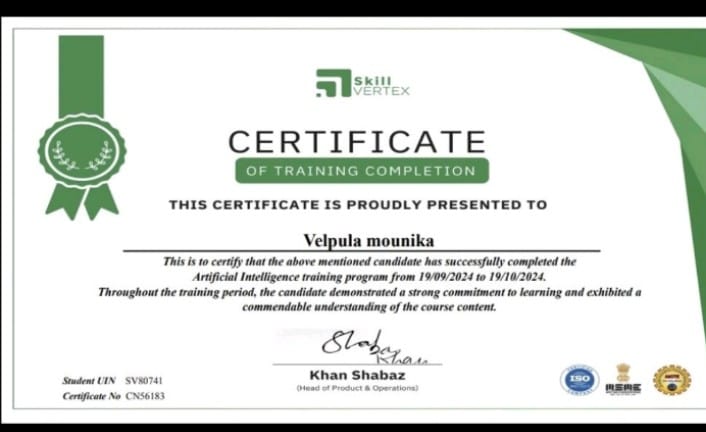 Skill
VERTEX
CERTIFICATE
OF TRAINING COMPLETION
THIS CERTIFICATE IS PROUDLY PRESENTED TO
Velpula mounika
This is to certify that the above mentioned candidate has successfully completed the
Artificial Intelligence training program from 19/09/2024 to 19/10/2024.
Throughout the training period, the candidate demonstrated a strong commitment to learning and exhibited a
commendable understanding of the course content.
Shabaz
Khan
Khan Shabaz
(Head of Product & Operations)
Student UIN SV80741
Certificate No CN56183
ISO
MSME
AICTE